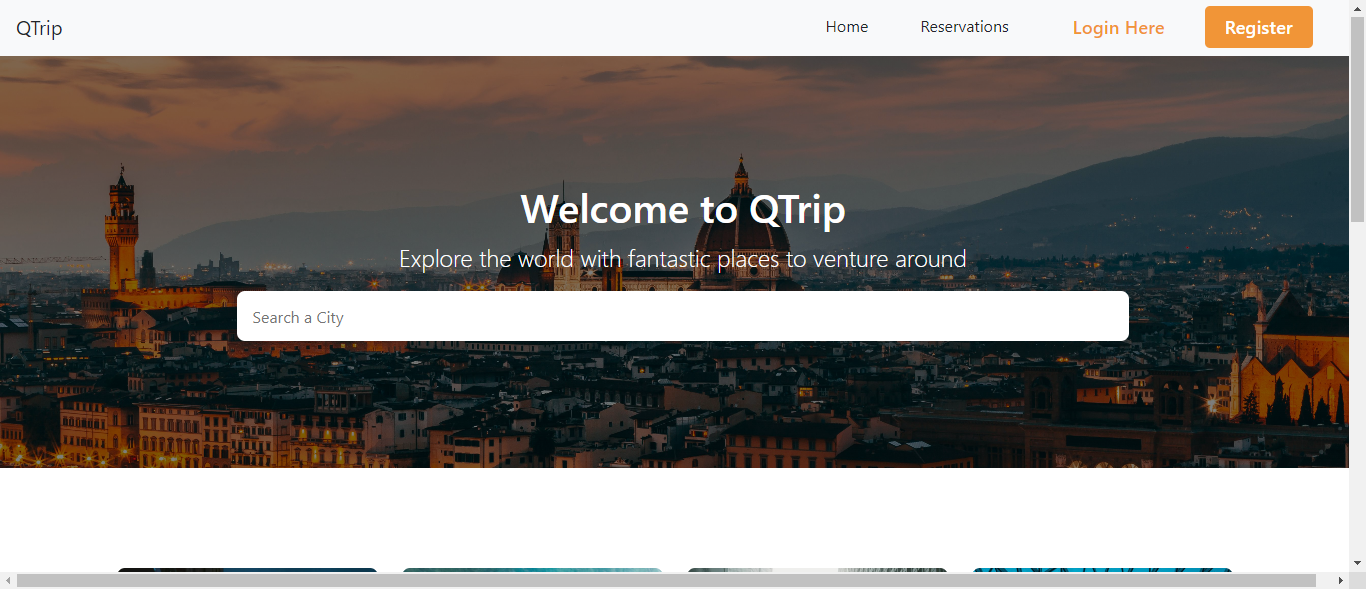 QTrip
Home
Reservations
Login Here
Register
Welcome to QTrip
Explore the world with fantastic places to venture around
Search a City